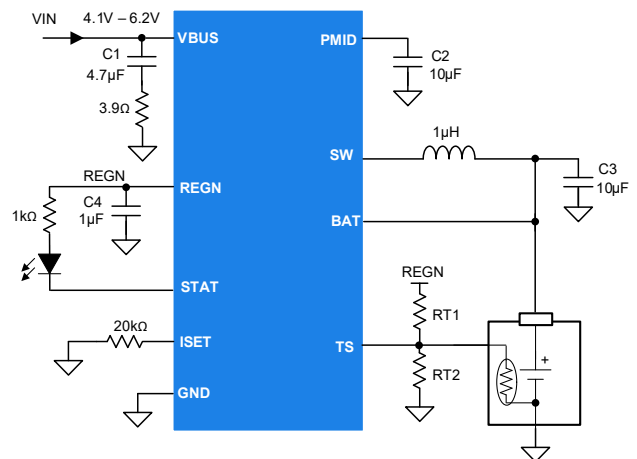 VIN
4.1V – 6.2V
VBUS
PMID
C1
4.7µF
C2
10µF
3.9Ω
1µH
SW
REGN
REGN
C3
10µF
C4
1µF
1kΩ
BAT
REGN
STAT
RT1
20kΩ
ISET
TS
RT2
+
GND